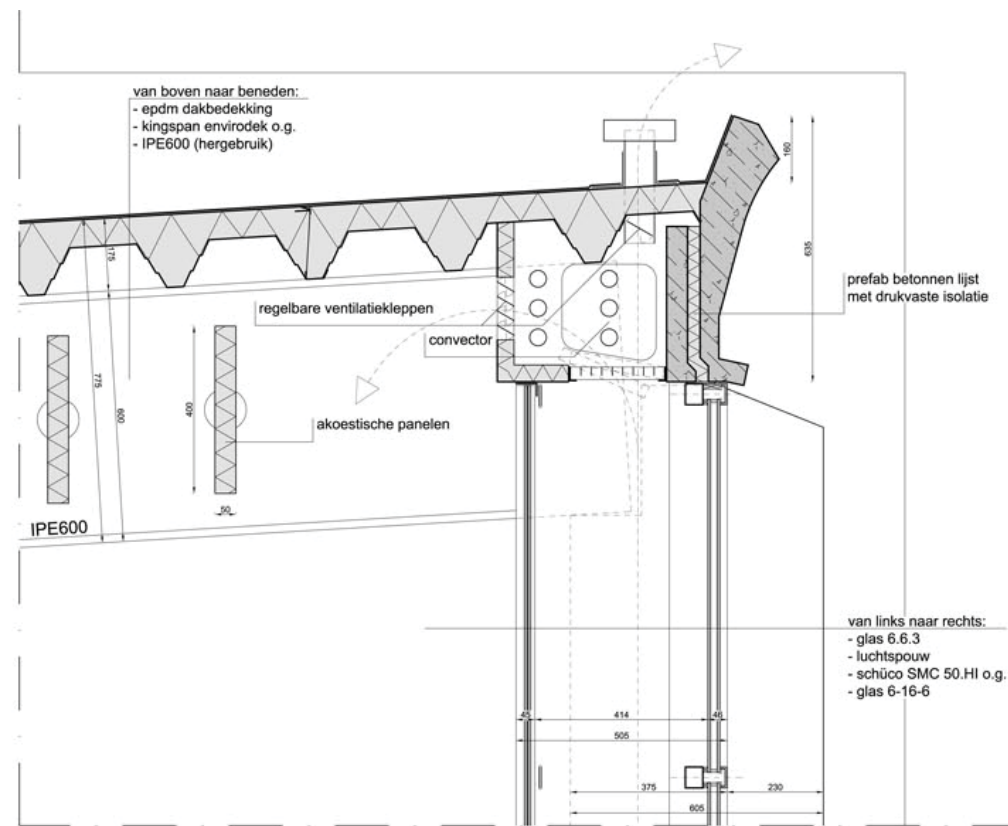 van boven naar beneden:
- epdm dakbedekking
- kingspan envirodek o.g.
- IPE600 (hergebruik)
160
635
175
prefab betonnen lijst
met drukvaste isolatie
regelbare ventilatiekleppen
convector
775
600
400
akoestische panelen
50
IPE600
van links naar rechts:
- glas 6.6.3
- luchtspouw
- schüco SMC 50.HI o.g.
- glas 6-16-6
45
414
46
505
375
230
605